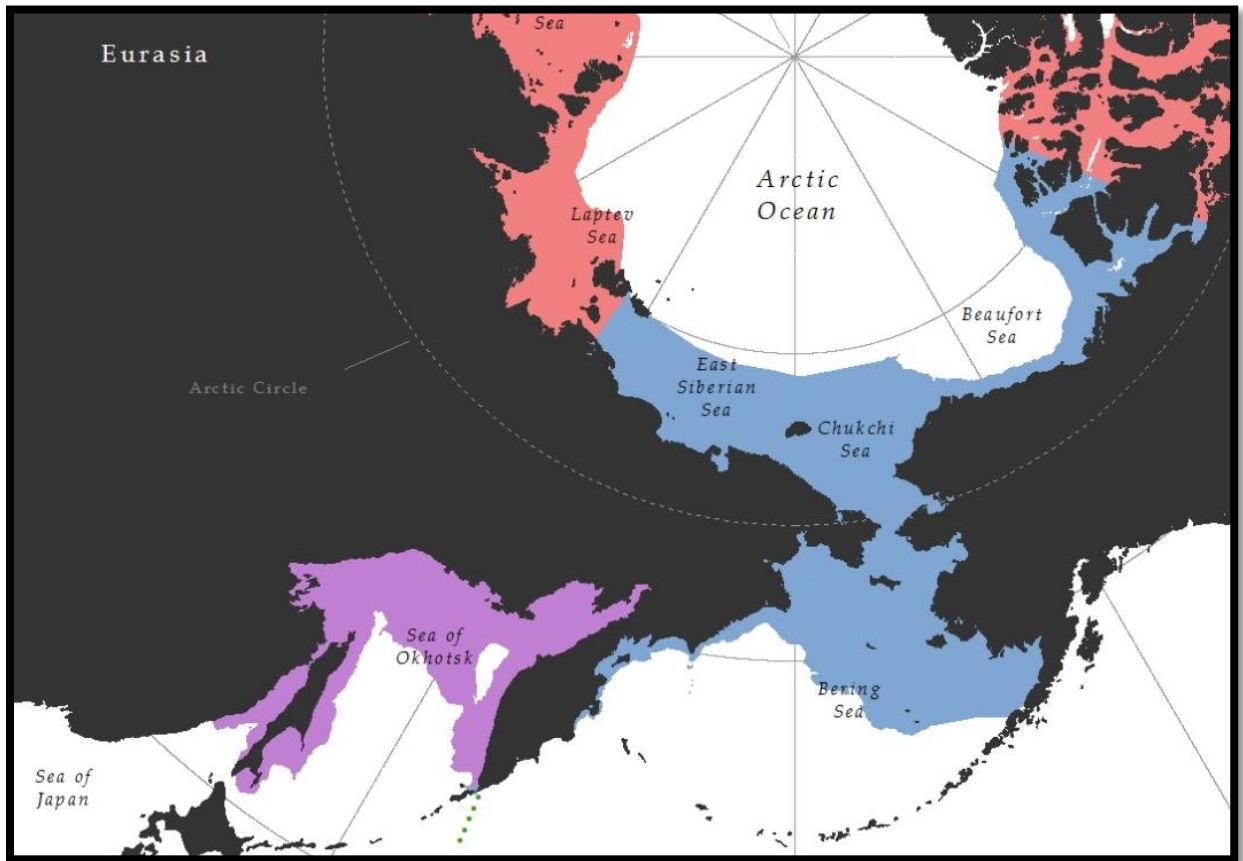 Sea
Eurasia
Arctic
Ocean
Laptev
Sea
Beaufort
Sea
East
Siberian
Sea
Arctic Circle
Chukchi
Sea
Sea of
Okhotsk
Bering
Sea
Sea of
Japan